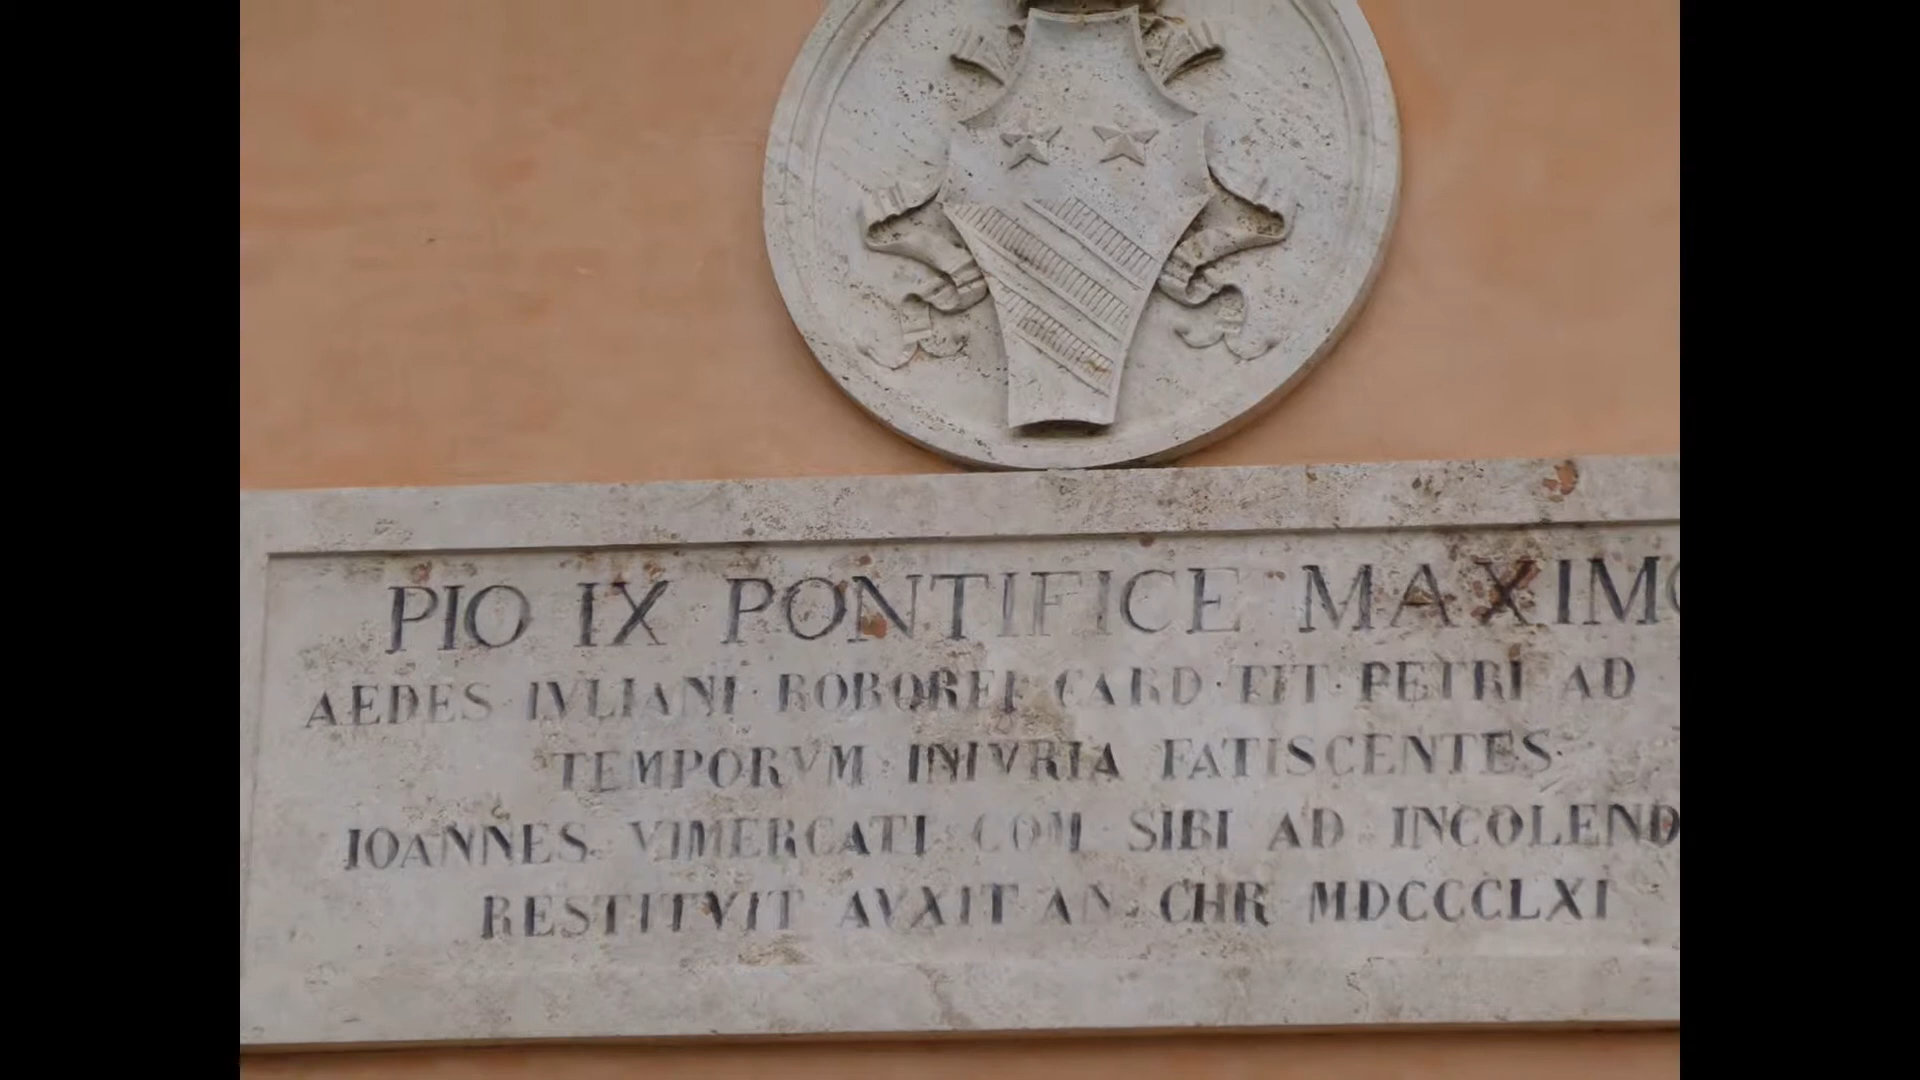 PIO IX PONTIFICE MAXIMO
AEDES IVLIANI · ROBOREI CARD · TIT · PETRI AD
TEMPORVM INIVRIA FATISCENTES
IOANNES VIMERCATI COM SIBI AD INCOLEND
RESTITVIT AVXIT AN · CHR MDCCCLXI